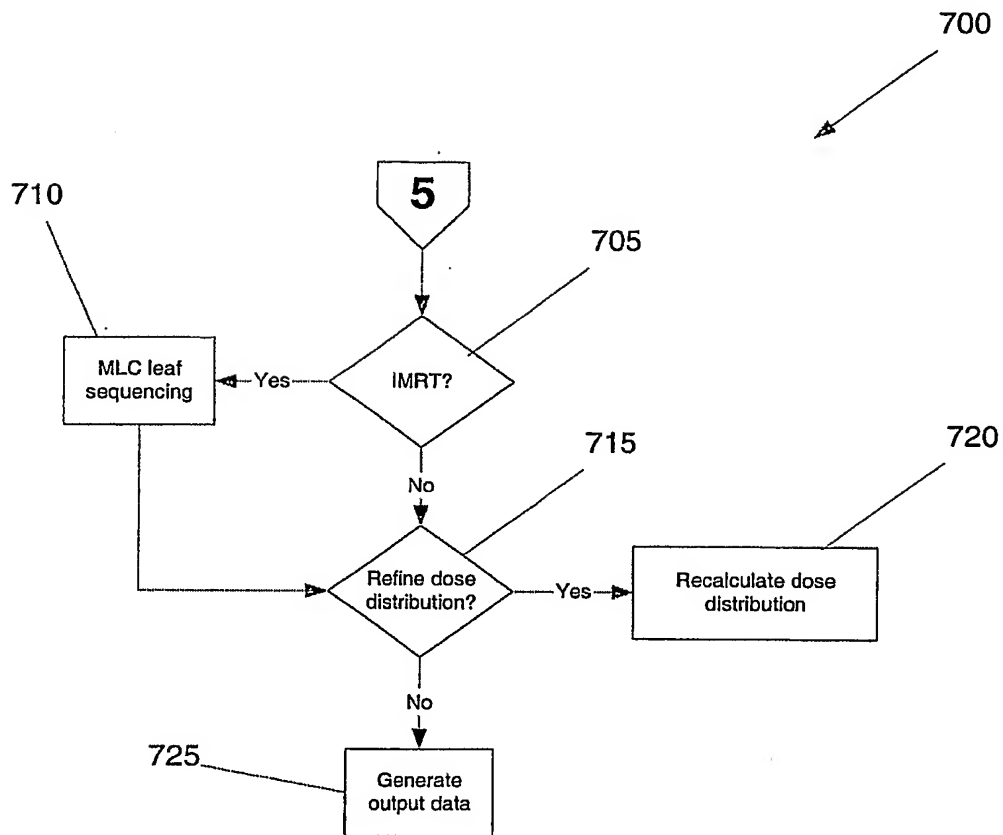 700
5
710
705
MLC leaf
sequencing
Yes
IMRT?
No
715
720
Refine dose
distribution?
Yes
Recalculate dose
distribution
No
725
Generate
output data